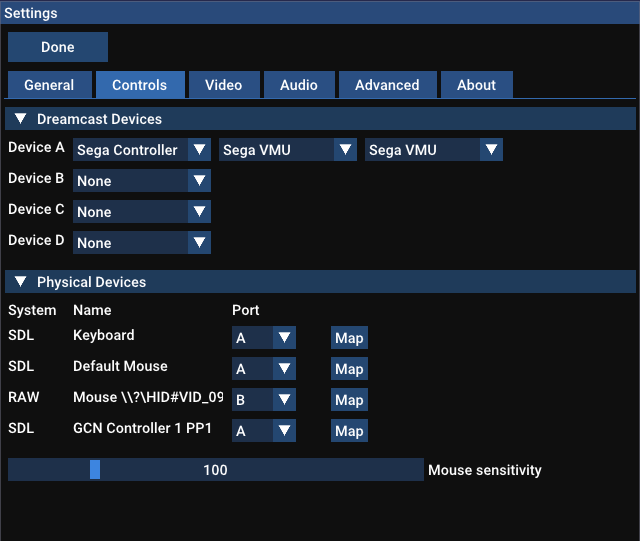 Settings
Done
General Controls Video Audio Advanced About
Dreamcast Devices
Device A Sega Controller Sega VMU Sega VMU
Device B None
Device C None
Device D None
Physical Devices
System Name Port
SDL Keyboard A Map
SDL Default Mouse A Map
RAW Mouse \\?\HID#VID_09 B Map
SDL GCN Controller 1 PP1 A Map
100 Mouse sensitivity